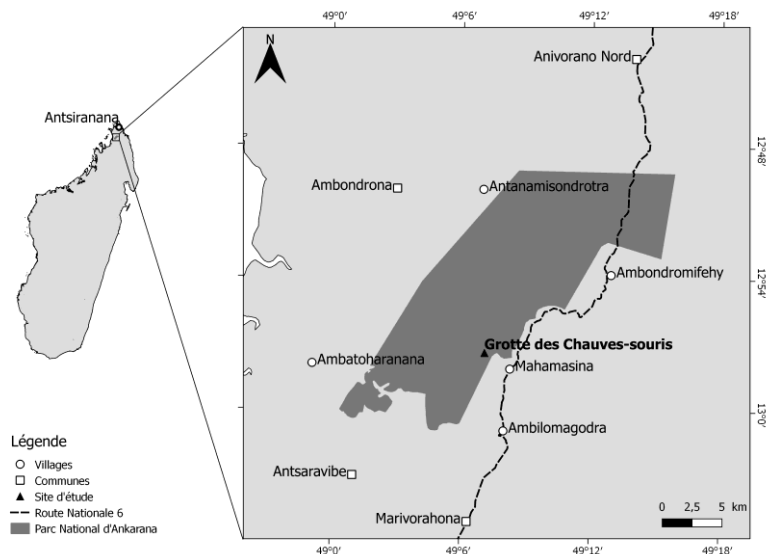 49°0' 49°6' 49°12' 49°18'
N
Anivorano Nord
Antsiranana
12°48'
Ambondrona
Antanamisondrotra
Ambondromifehy
12°54'
Grotte des Chauves-souris
Ambatoharanana
Mahamasina
13°0'
Ambilomagodra
Légende
Villages
Communes
Site d'étude
Route Nationale 6
Parc National d'Ankarana
Antsaravibe
Marivorahona
0 2,5 5 km
49°0' 49°6' 49°12' 49°18'